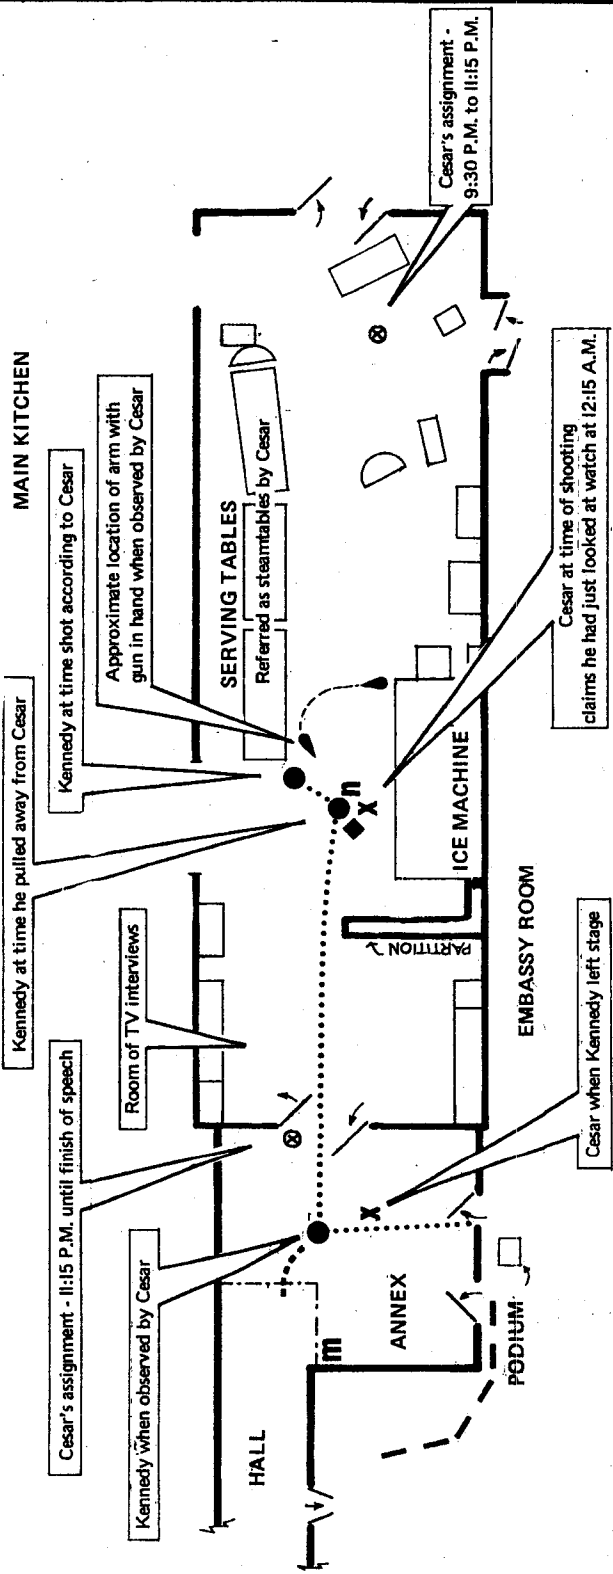 MAIN KITCHEN
Kennedy at time he pulled away from Cesar
Kennedy at time shot according to Cesar
Approximate location of arm with
gun in hand when observed by Cesar
Cesar's assignment - 11:15 P.M. until finish of speech
Room of TV interviews
Kennedy when observed by Cesar
SERVING TABLES
Referred as steamtables by Cesar
Cesar's assignment -
9:30 P.M. to 11:15 P.M.
HALL
m
ANNEX
X
n
X
PARTITION
ICE MACHINE
PODIUM
EMBASSY ROOM
Cesar when Kennedy left stage
Cesar at time of shooting
claims he had just looked at watch at 12:15 A.M.